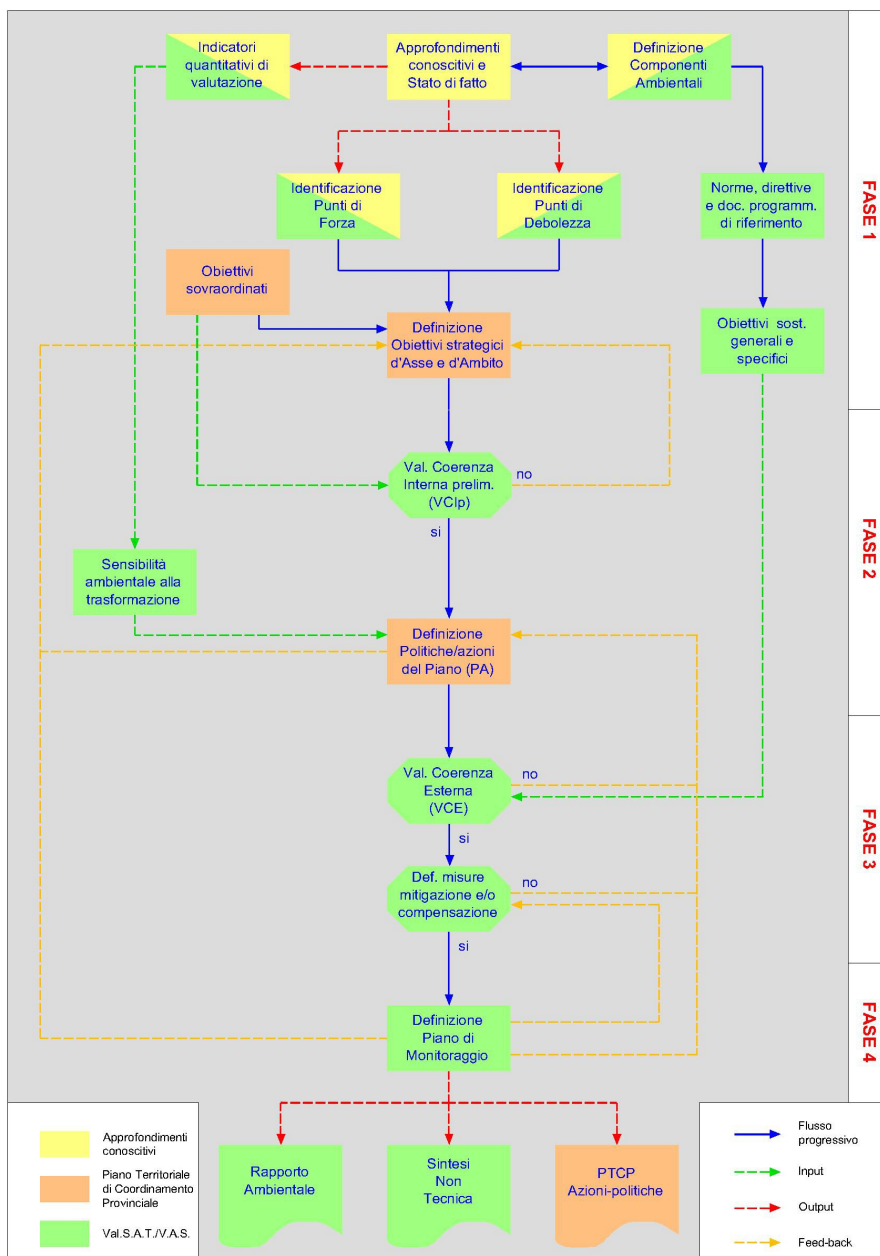 Indicatori
quantitativi di
valutazione
Approfondimenti
conoscitivi e
Stato di fatto
Definizione
Componenti
Ambientali
FASE 1
Identificazione
Punti di
Forza
Identificazione
Punti di
Debolezza
Norme, direttive
e doc. programm.
di riferimento
Obiettivi
sovraordinati
Definizione
Obiettivi strategici
d'Asse e d'Ambito
Obiettivi sost.
generali e
specifici
FASE 2
Val. Coerenza
Interna prelim.
(VCIp)
no
si
Sensibilità
ambientale alla
trasformazione
Definizione
Politiche/azioni
del Piano (PA)
FASE 3
Val. Coerenza
Esterna
(VCE)
no
si
Def. misure
mitigazione e/o
compensazione
no
si
FASE 4
Definizione
Piano di
Monitoraggio
Rapporto
Ambientale
Sintesi
Non
Tecnica
PTCP
Azioni-politiche
Approfondimenti
conoscitivi
Piano Territoriale
di Coordinamento
Provinciale
Val.S.A.T./V.A.S.
Flusso
progressivo
Input
Output
Feed-back